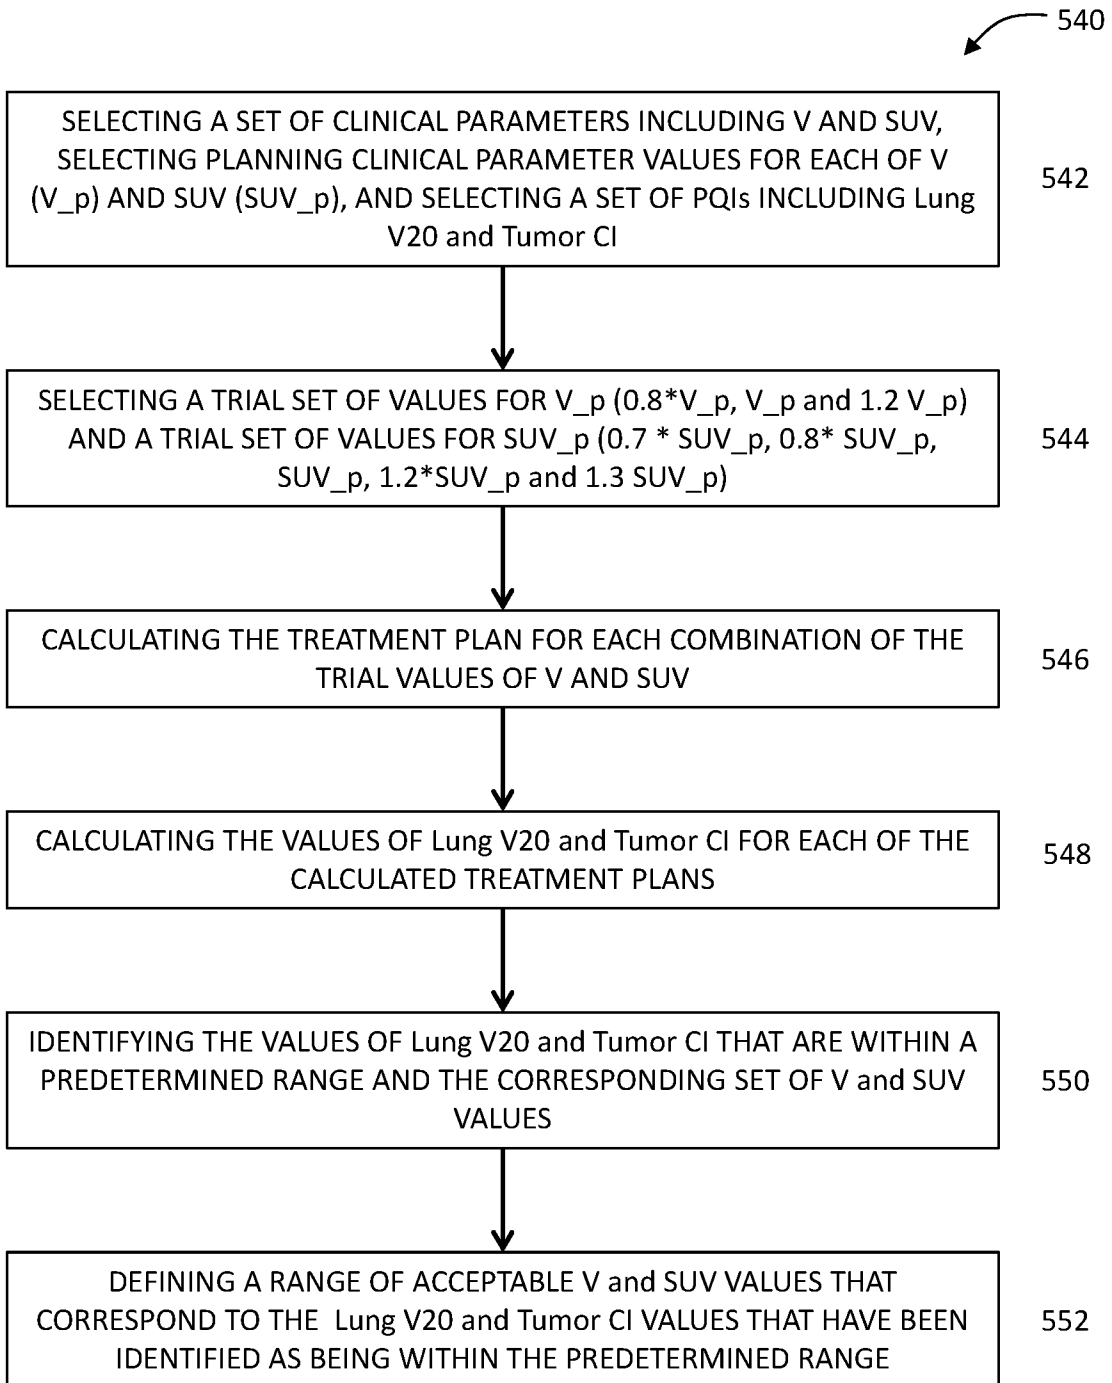 540
SELECTING A SET OF CLINICAL PARAMETERS INCLUDING V AND SUV,
SELECTING PLANNING CLINICAL PARAMETER VALUES FOR EACH OF V
(V_p) AND SUV (SUV_p), AND SELECTING A SET OF PQIs INCLUDING Lung
V20 and Tumor CI
542
SELECTING A TRIAL SET OF VALUES FOR V_p (0.8*V_p, V_p and 1.2 V_p)
AND A TRIAL SET OF VALUES FOR SUV_p (0.7 * SUV_p, 0.8* SUV_p,
SUV_p, 1.2*SUV_p and 1.3 SUV_p)
544
CALCULATING THE TREATMENT PLAN FOR EACH COMBINATION OF THE
TRIAL VALUES OF V AND SUV
546
CALCULATING THE VALUES OF Lung V20 and Tumor CI FOR EACH OF THE
CALCULATED TREATMENT PLANS
548
IDENTIFYING THE VALUES OF Lung V20 and Tumor CI THAT ARE WITHIN A
PREDETERMINED RANGE AND THE CORRESPONDING SET OF V and SUV
VALUES
550
DEFINING A RANGE OF ACCEPTABLE V and SUV VALUES THAT
CORRESPOND TO THE Lung V20 and Tumor CI VALUES THAT HAVE BEEN
IDENTIFIED AS BEING WITHIN THE PREDETERMINED RANGE
552